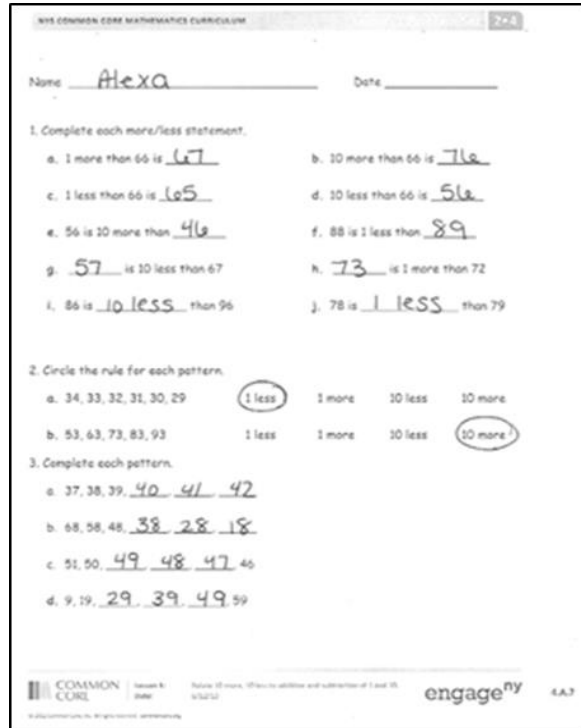 NYS COMMON CORE MATHEMATICS CURRICULUM 2•4
Name Alexa Date
1. Complete each more/less statement.
a. 1 more than 66 is 67 b. 10 more than 66 is 76
c. 1 less than 66 is 65 d. 10 less than 66 is 56
e. 56 is 10 more than 46 f. 88 is 1 less than 89
g. 57 is 10 less than 67 h. 73 is 1 more than 72
i. 86 is 10 less than 96 j. 78 is 1 less than 79
2. Circle the rule for each pattern.
a. 34, 33, 32, 31, 30, 29 1 less 1 more 10 less 10 more
b. 53, 63, 73, 83, 93 1 less 1 more 10 less 10 more
3. Complete each pattern.
a. 37, 38, 39, 40 41 42
b. 68, 58, 48, 38 28 18
c. 51, 50, 49 48 47 46
d. 9, 19, 29 39 49 59
COMMON CORE engageny 4.A.7